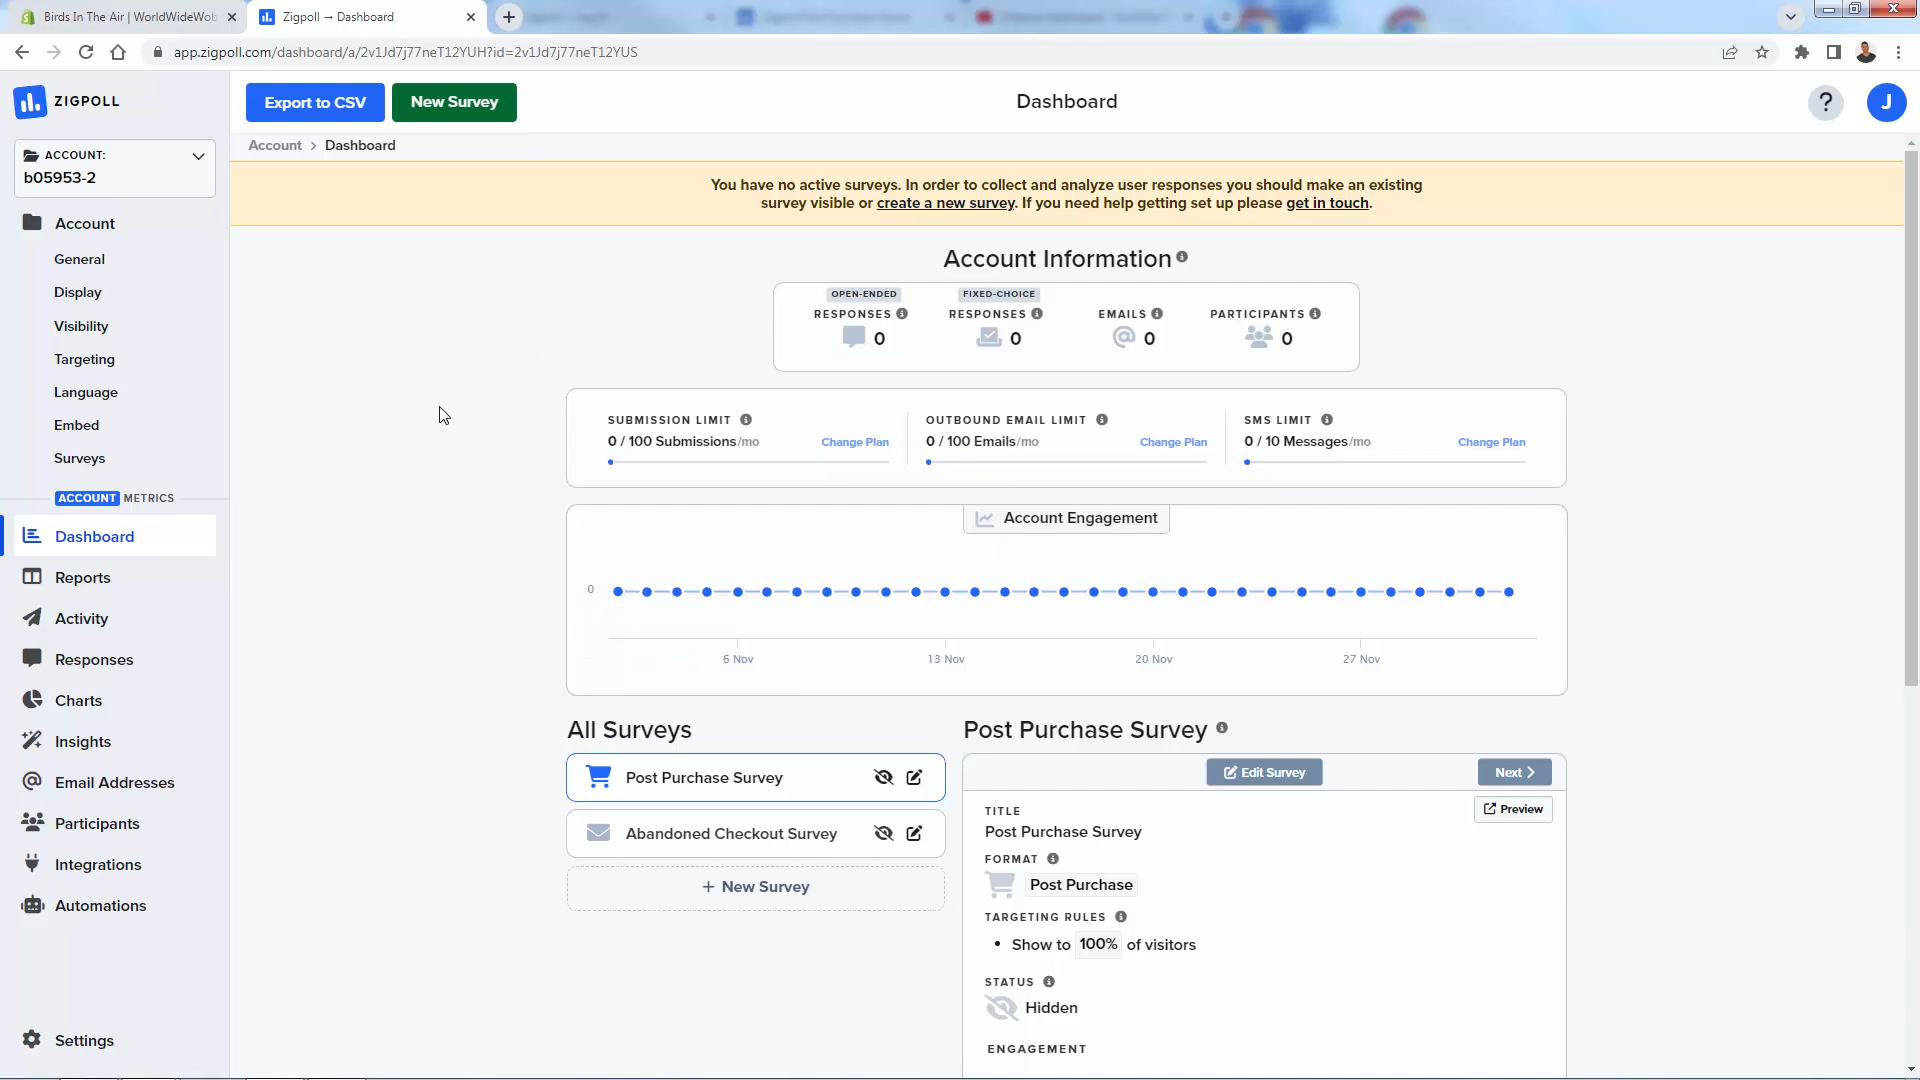 Birds In The Air | WorldWideWob
Zigpoll → Dashboard
app.zigpoll.com/dashboard/a/2v1Jd7j77neT12YUH?id=2v1Jd7j77neT12YUS
ZIGPOLL
Export to CSV
New Survey
Dashboard
?
J
ACCOUNT:
b05953-2
Account > Dashboard
You have no active surveys. In order to collect and analyze user responses you should make an existing
survey visible or create a new survey. If you need help getting set up please get in touch.
Account
General
Display
Visibility
Targeting
Language
Embed
Surveys
ACCOUNT METRICS
Dashboard
Reports
Activity
Responses
Charts
Insights
Email Addresses
Participants
Integrations
Automations
Settings
Account Information
OPEN-ENDED
RESPONSES
0
FIXED-CHOICE
RESPONSES
0
EMAILS
0
PARTICIPANTS
0
SUBMISSION LIMIT
0 / 100 Submissions/mo
Change Plan
OUTBOUND EMAIL LIMIT
0 / 100 Emails/mo
Change Plan
SMS LIMIT
0 / 10 Messages/mo
Change Plan
Account Engagement
0
6 Nov
13 Nov
20 Nov
27 Nov
All Surveys
Post Purchase Survey
Abandoned Checkout Survey
+ New Survey
Post Purchase Survey
Edit Survey
Next
Preview
TITLE
Post Purchase Survey
FORMAT
Post Purchase
TARGETING RULES
• Show to 100% of visitors
STATUS
Hidden
ENGAGEMENT